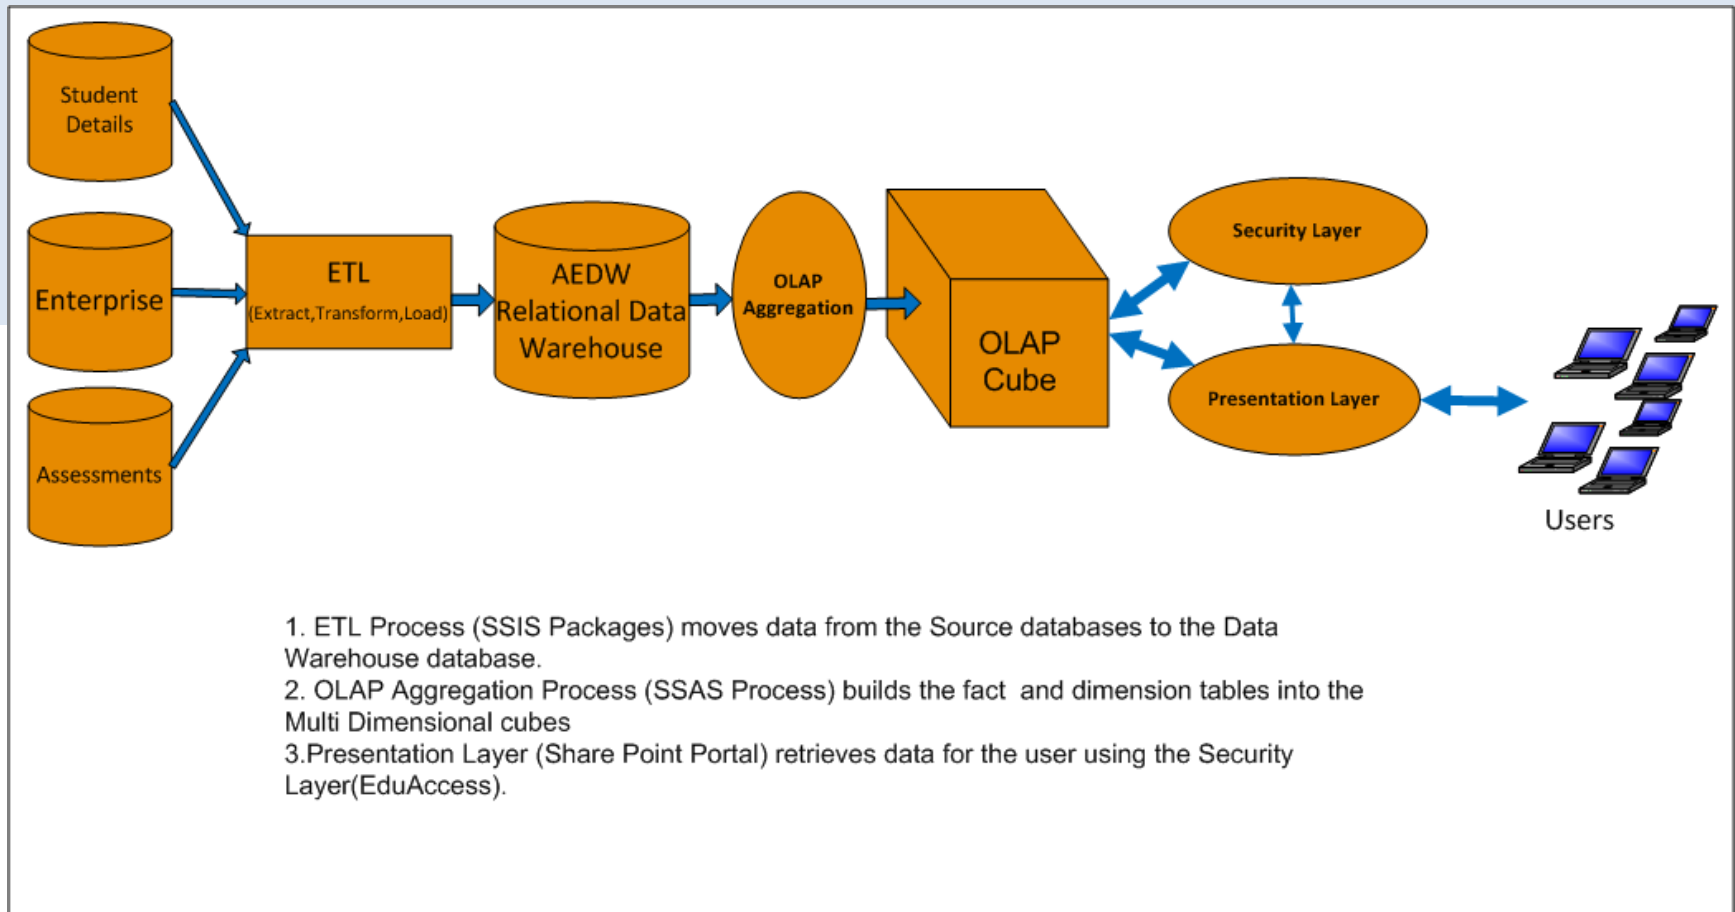 Student
Details
Enterprise
Assessments
ETL
(Extract,Transform,Load)
AEDW
Relational Data
Warehouse
OLAP
Aggregation
OLAP
Cube
Security Layer
Presentation Layer
Users
1. ETL Process (SSIS Packages) moves data from the Source databases to the Data
Warehouse database.
2. OLAP Aggregation Process (SSAS Process) builds the fact  and dimension tables into the
Multi Dimensional cubes
3.Presentation Layer (Share Point Portal) retrieves data for the user using the Security
Layer(EduAccess).